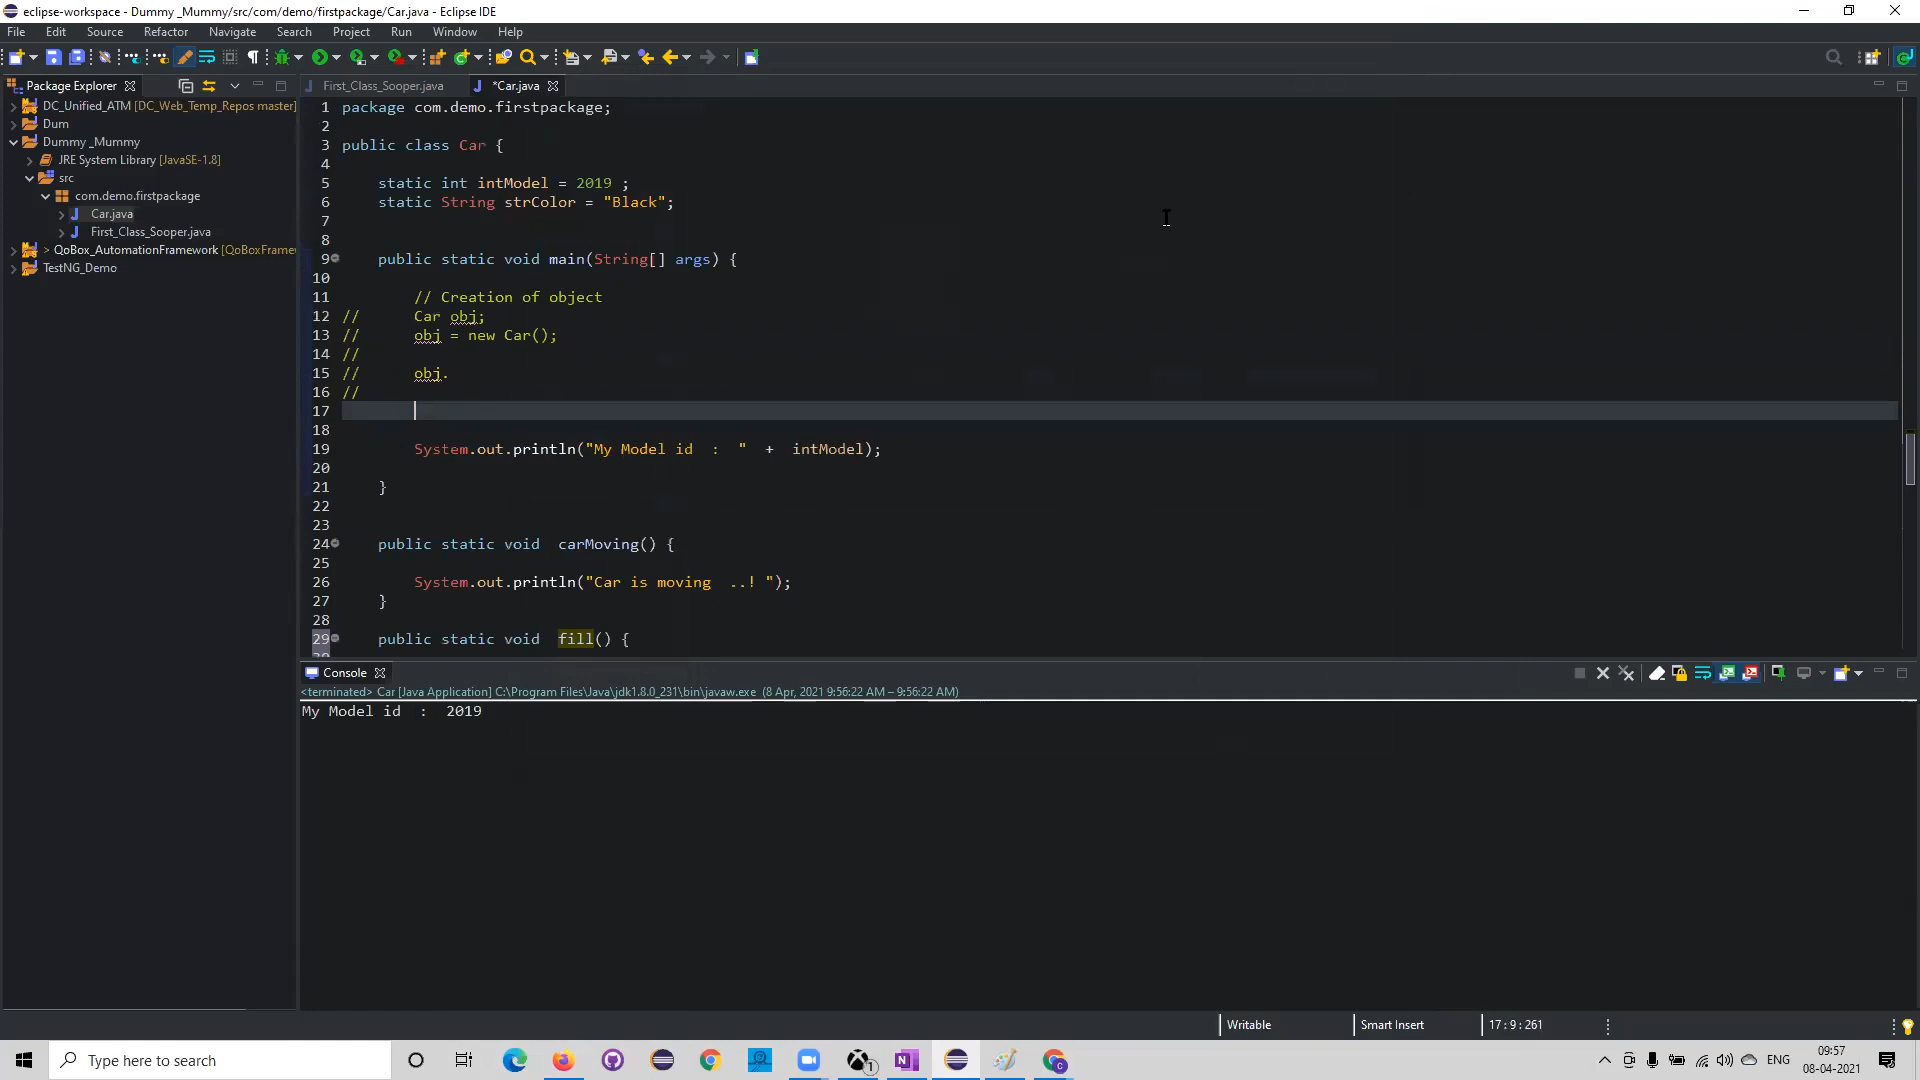 eclipse-workspace - Dummy _Mummy/src/com/demo/firstpackage/Car.java - Eclipse IDE
File Edit Source Refactor Navigate Search Project Run Window Help
Package Explorer
First_Class_Sooper.java
*Car.java
DC_Unified_ATM [DC_Web_Temp_Repos master]
Dum
Dummy _Mummy
JRE System Library [JavaSE-1.8]
src
com.demo.firstpackage
Car.java
First_Class_Sooper.java
> QoBox_AutomationFramework [QoBoxFramew
TestNG_Demo
1 package com.demo.firstpackage;
2
3 public class Car {
4
5 static int intModel = 2019 ;
6 static String strColor = "Black";
7
8
9 public static void main(String[] args) {
10
11 // Creation of object
12 // Car obj;
13 // obj = new Car();
14 //
15 // obj.
16 //
17
18
19 System.out.println("My Model id  :  "  +  intModel);
20
21 }
22
23
24 public static void  carMoving() {
25
26 System.out.println("Car is moving  ..! ");
27 }
28
29 public static void  fill() {
Console
<terminated> Car [Java Application] C:\Program Files\Java\jdk1.8.0_231\bin\javaw.exe (8 Apr, 2021 9:56:22 AM – 9:56:22 AM)
My Model id  :  2019
Writable
Smart Insert
17 : 9 : 261
Type here to search
1
C
ENG
09:57
08-04-2021